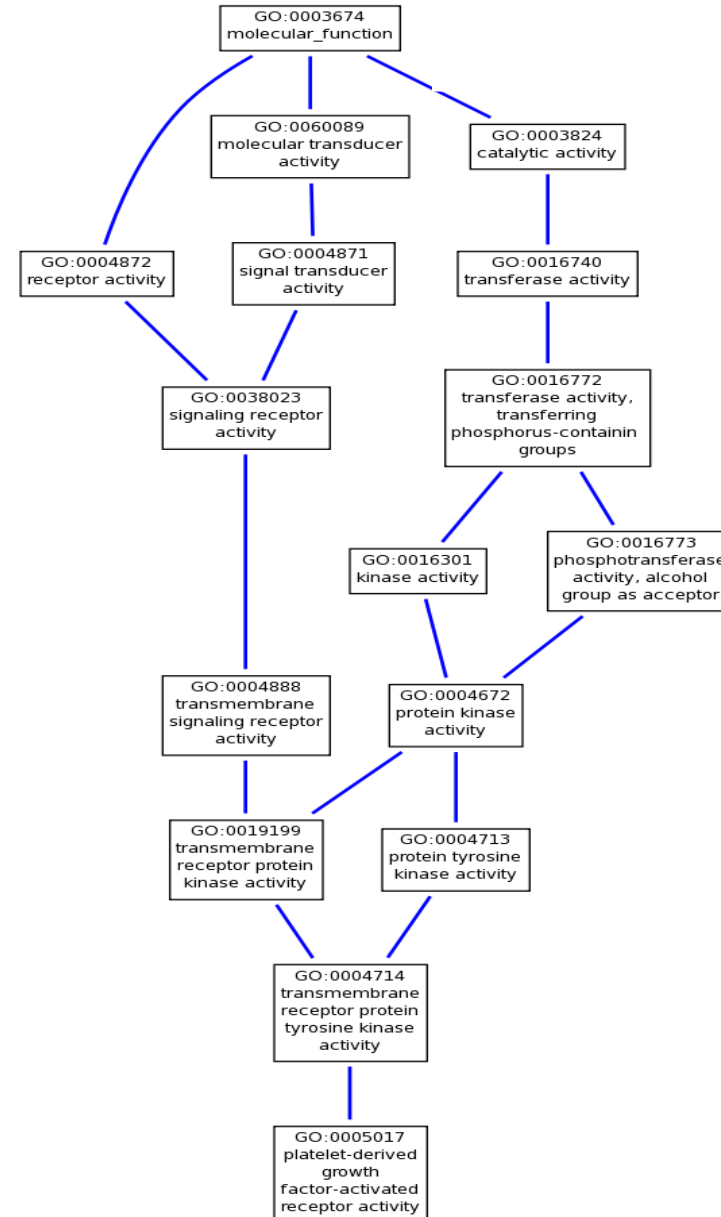 GO:0003674
molecular_function
GO:0060089
molecular transducer
activity
GO:0003824
catalytic activity
GO:0004872
receptor activity
GO:0004871
signal transducer
activity
GO:0016740
transferase activity
GO:0038023
signaling receptor
activity
GO:0016772
transferase activity,
transferring
phosphorus-containin
groups
GO:0016301
kinase activity
GO:0016773
phosphotransferase
activity, alcohol
group as acceptor
GO:0004888
transmembrane
signaling receptor
activity
GO:0004672
protein kinase
activity
GO:0019199
transmembrane
receptor protein
kinase activity
GO:0004713
protein tyrosine
kinase activity
GO:0004714
transmembrane
receptor protein
tyrosine kinase
activity
GO:0005017
platelet-derived
growth
factor-activated
receptor activity